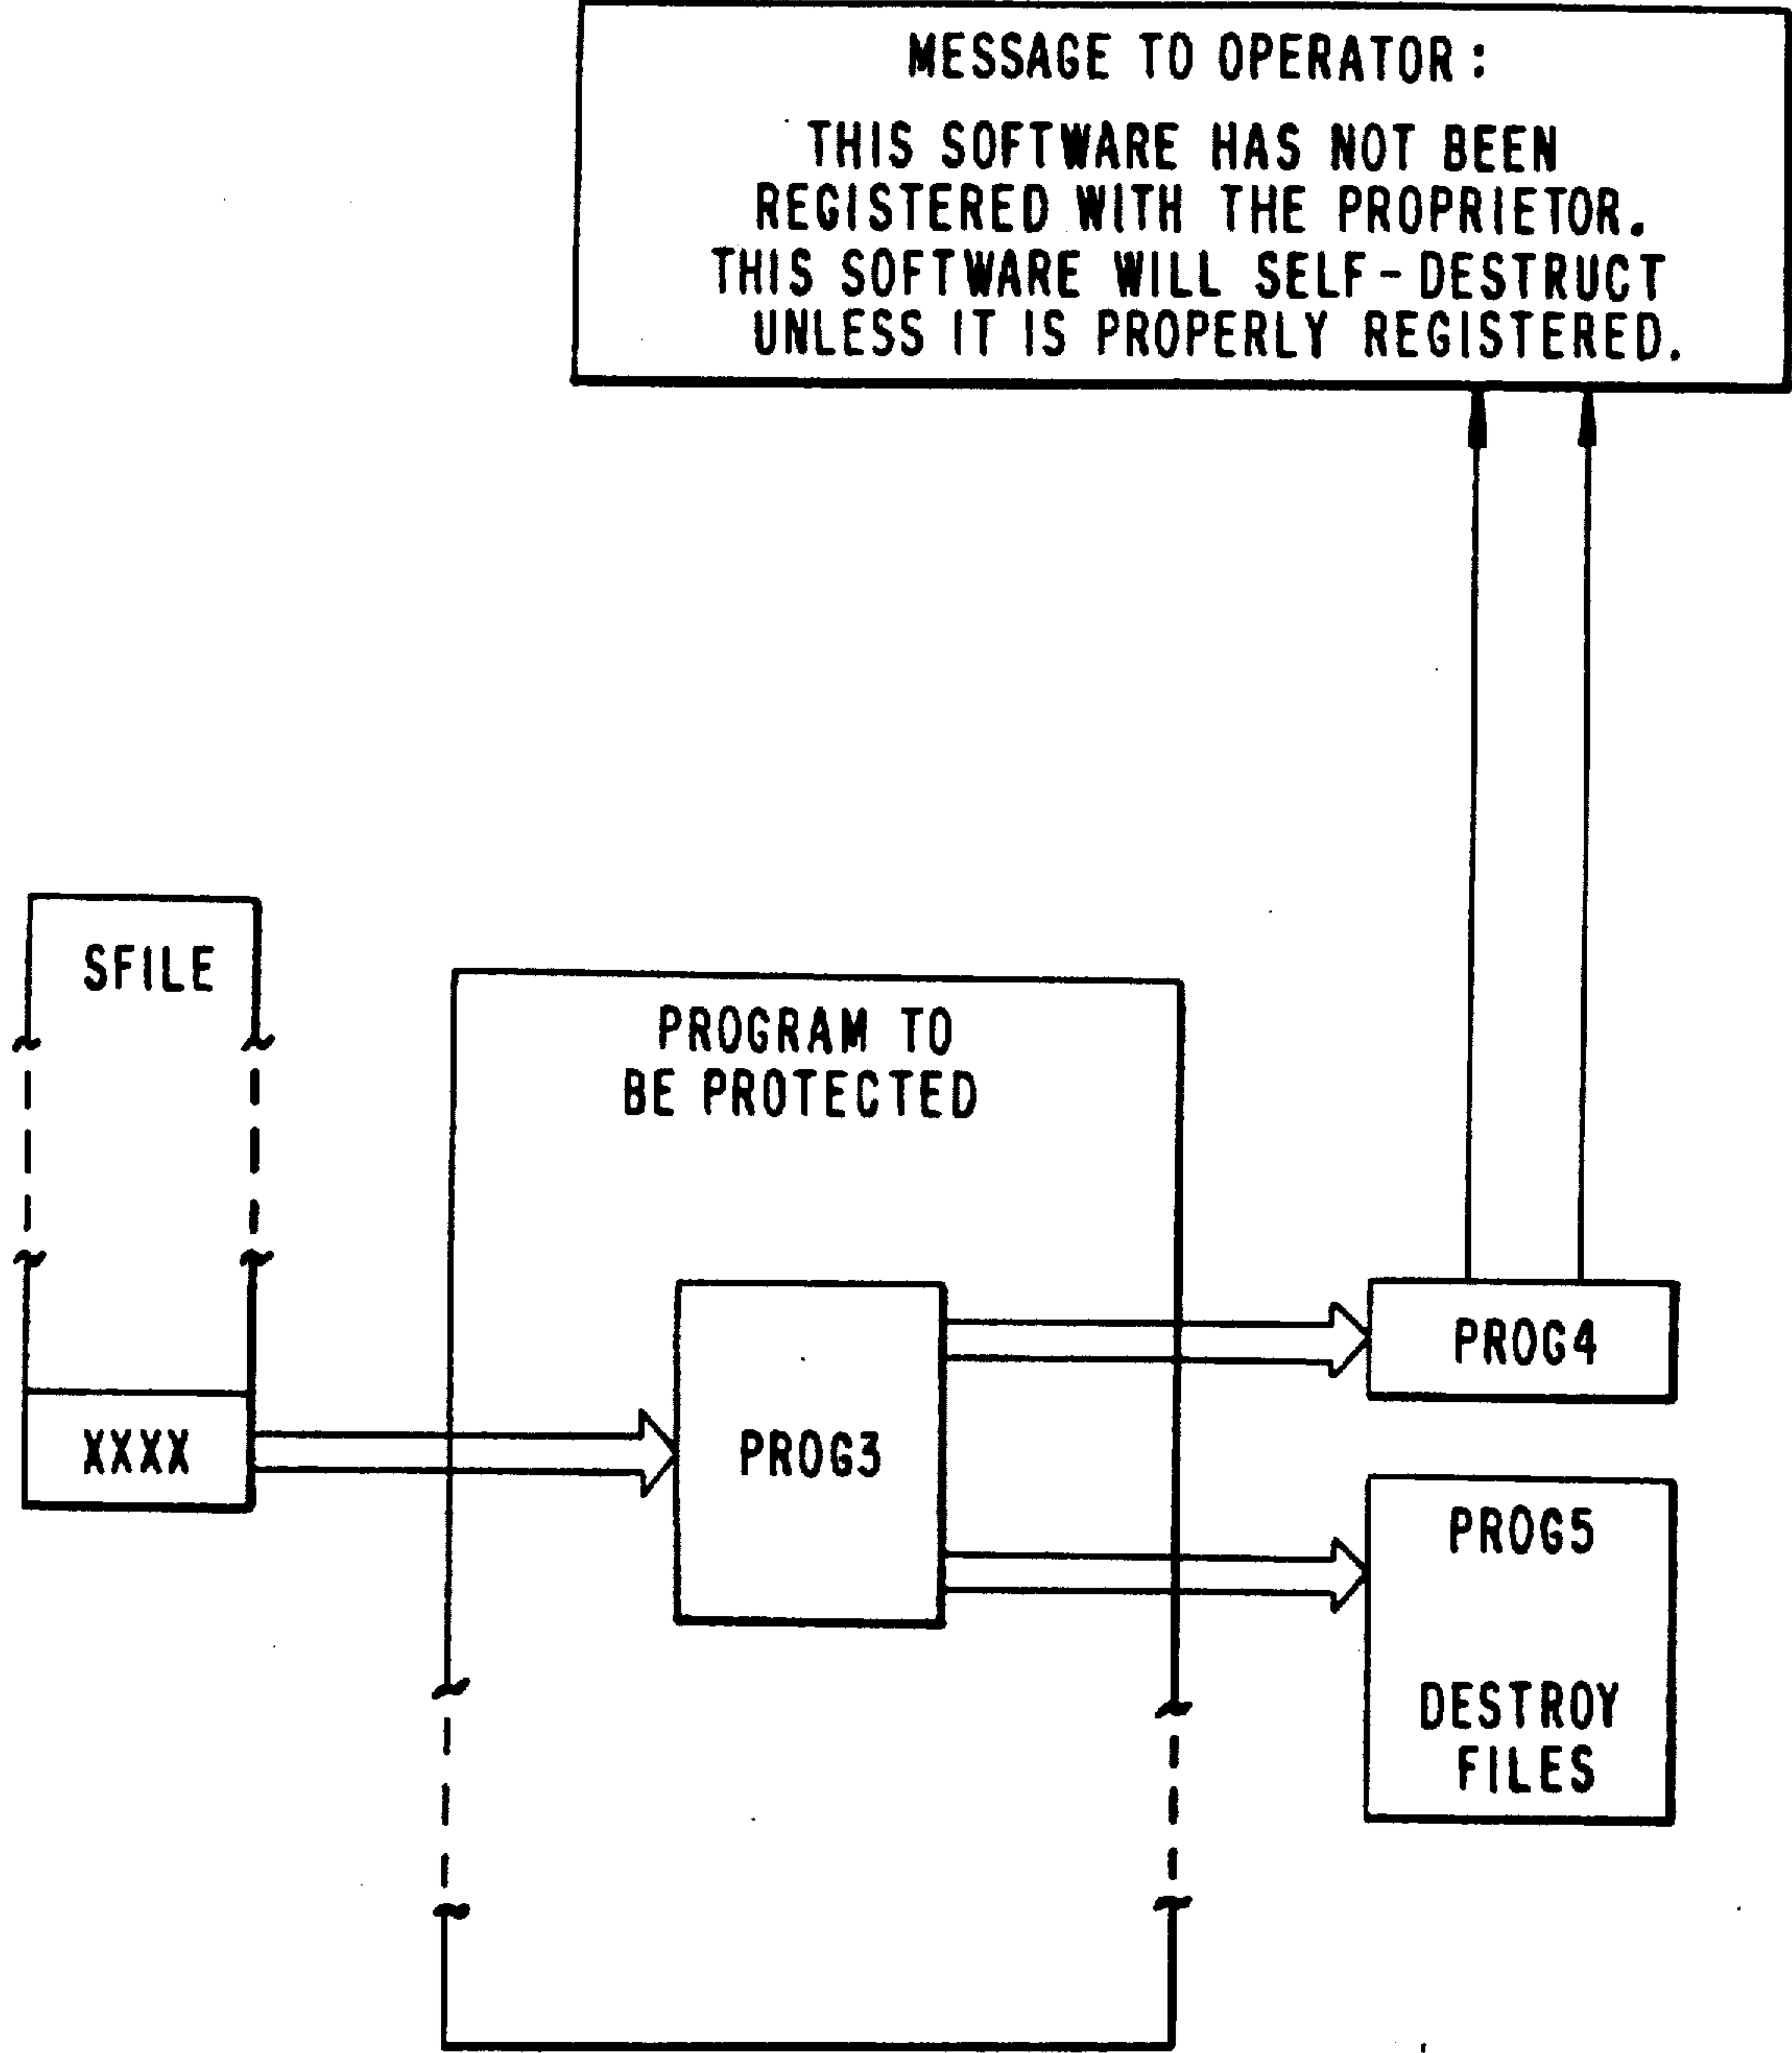 MESSAGE TO OPERATOR:
THIS SOFTWARE HAS NOT BEEN
REGISTERED WITH THE PROPRIETOR.
THIS SOFTWARE WILL SELF-DESTRUCT
UNLESS IT IS PROPERLY REGISTERED.
SFILE
PROGRAM TO
BE PROTECTED
PROG4
XXXX
PROG3
PROG5
DESTROY
FILES